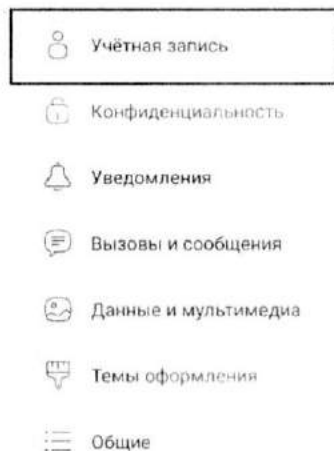 Учётная запись
Конфиденциальность
Уведомления
Вызовы и сообщения
Данные и мультимедиа
Темы оформления
Общие